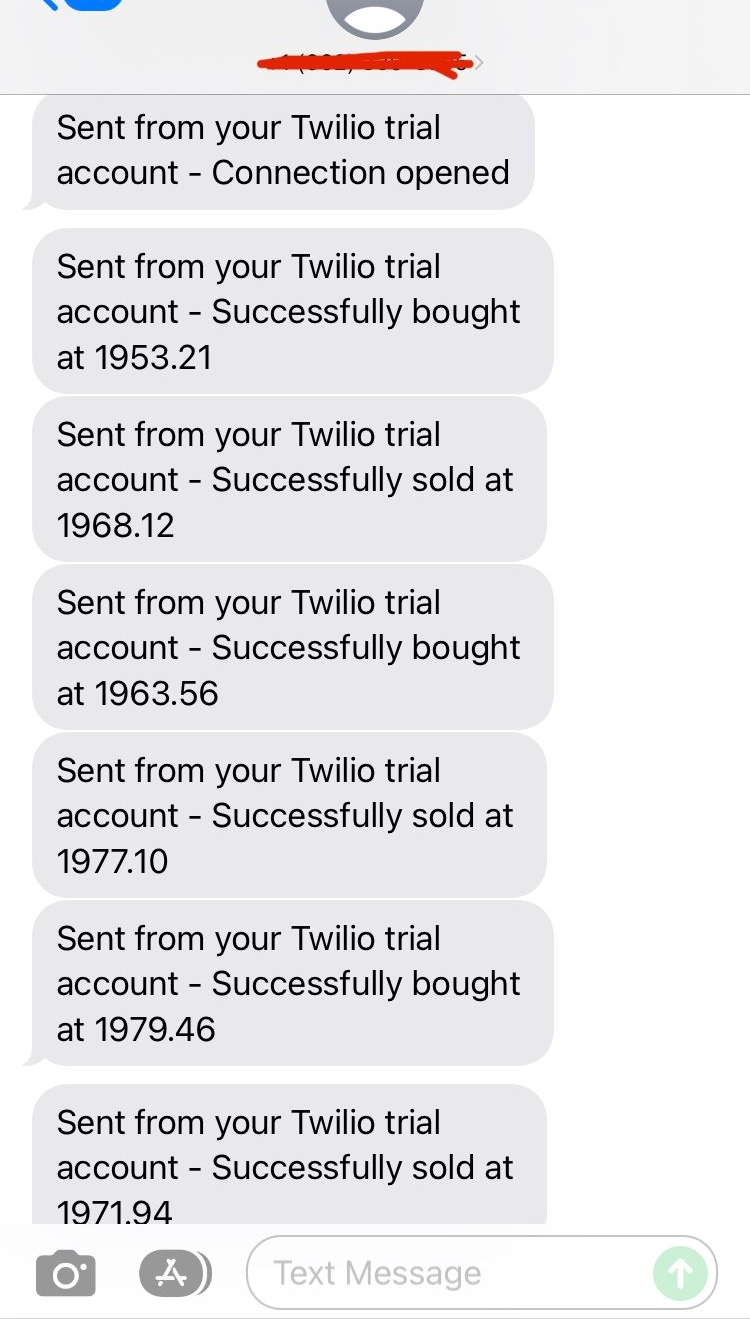 Sent from your Twilio trial
account - Connection opened
Sent from your Twilio trial
account - Successfully bought
at 1953.21
Sent from your Twilio trial
account - Successfully sold at
1968.12
Sent from your Twilio trial
account - Successfully bought
at 1963.56
Sent from your Twilio trial
account - Successfully sold at
1977.10
Sent from your Twilio trial
account - Successfully bought
at 1979.46
Sent from your Twilio trial
account - Successfully sold at
1971.94
Text Message